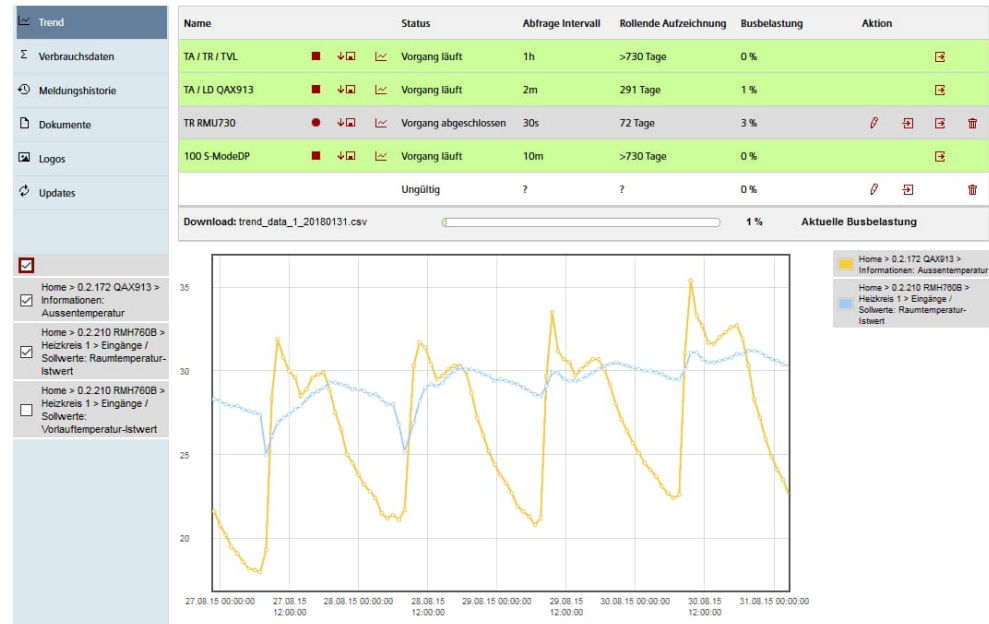 Trend
Verbrauchsdaten
Meldungshistorie
Dokumente
Logos
Updates
Name Status Abfrage Intervall Rollende Aufzeichnung Busbelastung Aktion
TA / TR / TVL Vorgang läuft 1h >730 Tage 0 %
TA / LD QAX913 Vorgang läuft 2m 291 Tage 1 %
TR RMU730 Vorgang abgeschlossen 30s 72 Tage 3 %
100 S-ModeDP Vorgang läuft 10m >730 Tage 0 %
Ungültig ? ? 0 %
Download: trend_data_1_20180131.csv 1 % Aktuelle Busbelastung
Home > 0.2.172 QAX913 >
Informationen:
Aussentemperatur
Home > 0.2.210 RMH760B >
Heizkreis 1 > Eingänge /
Sollwerte: Raumtemperatur-
Istwert
Home > 0.2.210 RMH760B >
Heizkreis 1 > Eingänge /
Sollwerte:
Vorlauftemperatur-Istwert
35
30
25
20
27.08.15 00:00:00
27.08.15
12:00:00
28.08.15 00:00:00
28.08.15
12:00:00
29.08.15 00:00:00
29.08.15
12:00:00
30.08.15 00:00:00
30.08.15
12:00:00
31.08.15 00:00:00
Home > 0.2.172 QAX913 >
Informationen: Aussentemperatur
Home > 0.2.210 RMH760B >
Heizkreis 1 > Eingänge /
Sollwerte: Raumtemperatur-
Istwert